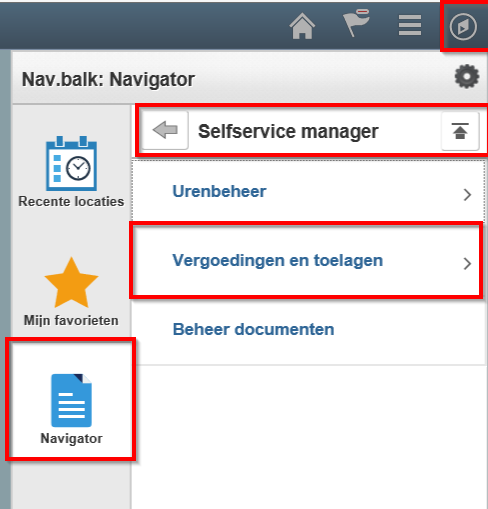 Nav.balk: Navigator
Selfservice manager
Recente locaties
Urenbeheer
Vergoedingen en toelagen
Mijn favorieten
Beheer documenten
Navigator